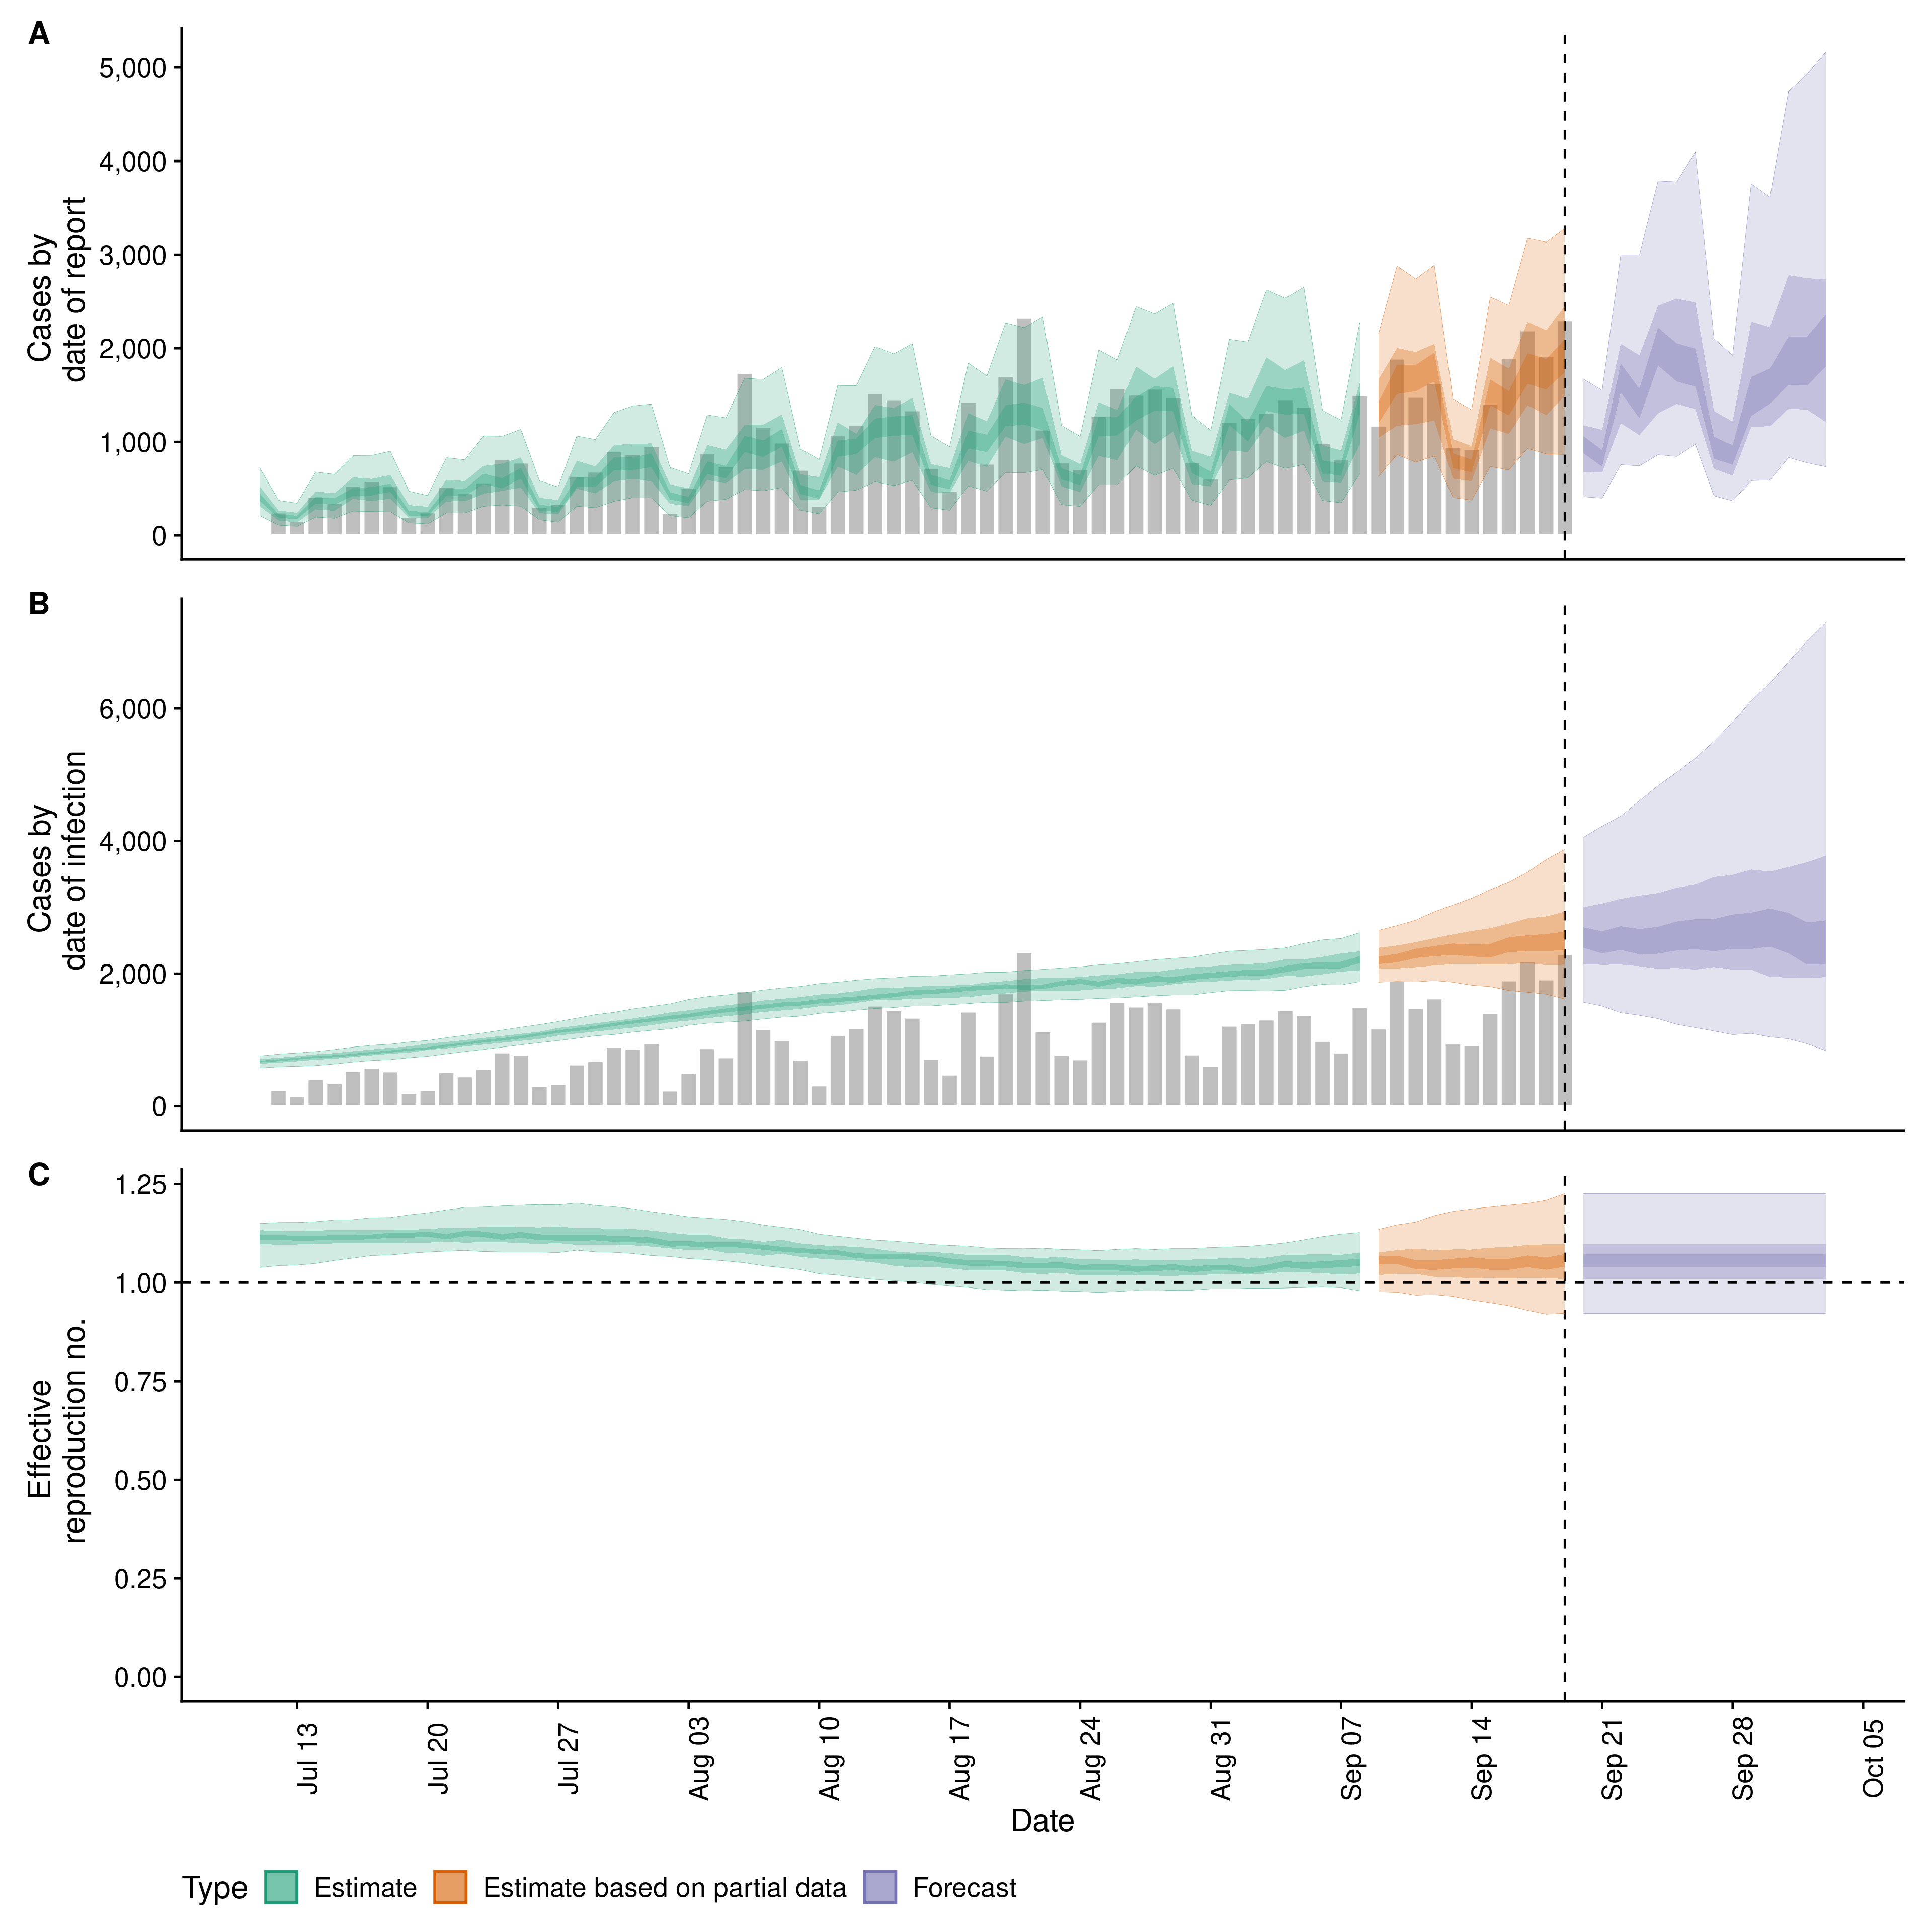 A
5,000
4,000
3,000
2,000
1,000
0
Cases by
date of report
B
6,000
4,000
2,000
0
Cases by
date of infection
C
1.25
1.00
0.75
0.50
0.25
0.00
Effective
reproduction no.
Jul 13
Jul 20
Jul 27
Aug 03
Aug 10
Aug 17
Aug 24
Aug 31
Sep 07
Sep 14
Sep 21
Sep 28
Oct 05
Date
Type Estimate Estimate based on partial data Forecast